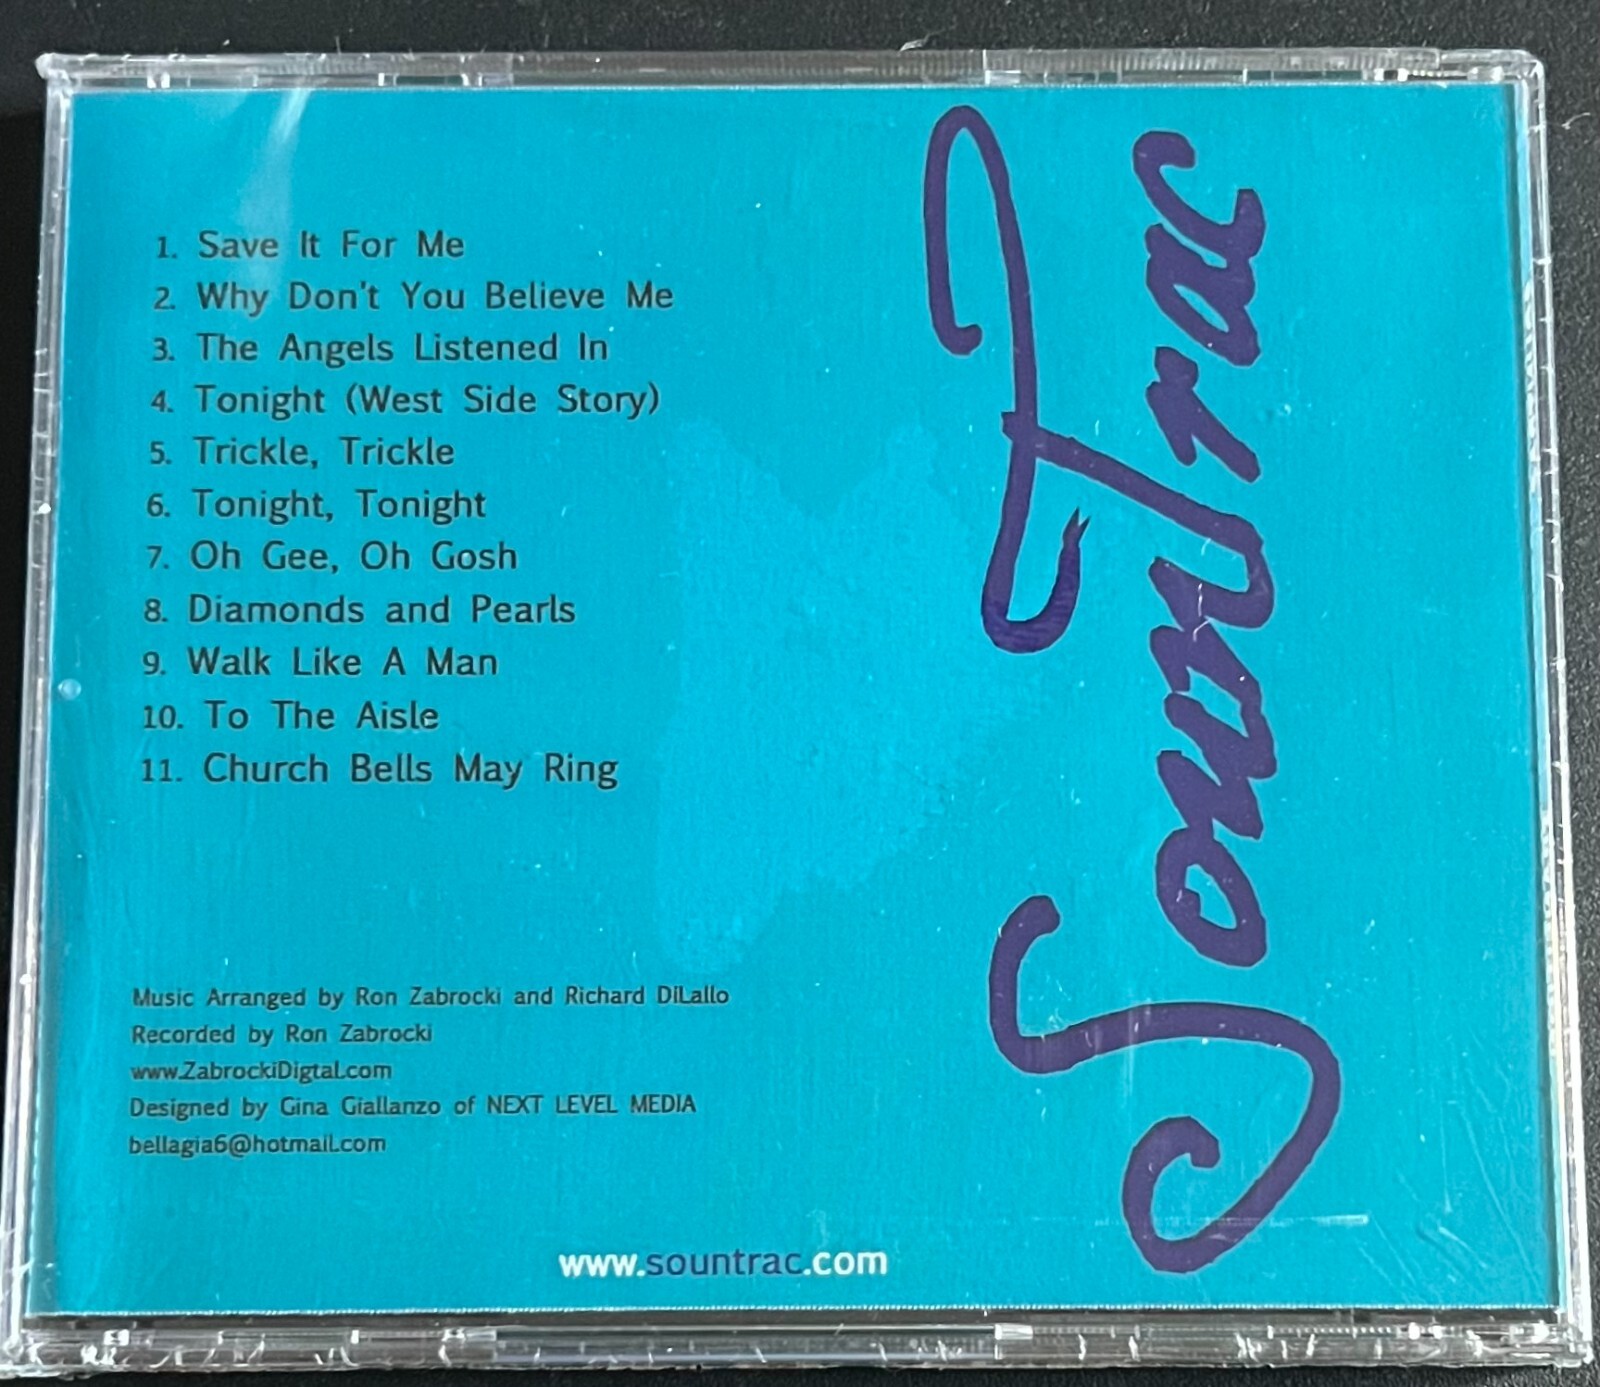 1. Save It For Me
2. Why Don't You Believe Me
3. The Angels Listened In
4. Tonight (West Side Story)
5. Trickle, Trickle
6. Tonight, Tonight
7. Oh Gee, Oh Gosh
8. Diamonds and Pearls
9. Walk Like A Man
10. To The Aisle
11. Church Bells May Ring
Music Arranged by Ron Zabrocki and Richard DiLallo
Recorded by Ron Zabrocki
www.ZabrockiDigtal.com
Designed by Gina Giallanzo of NEXT LEVEL MEDIA
bellagia6@hotmail.com
www.sountrac.com
SounTrac